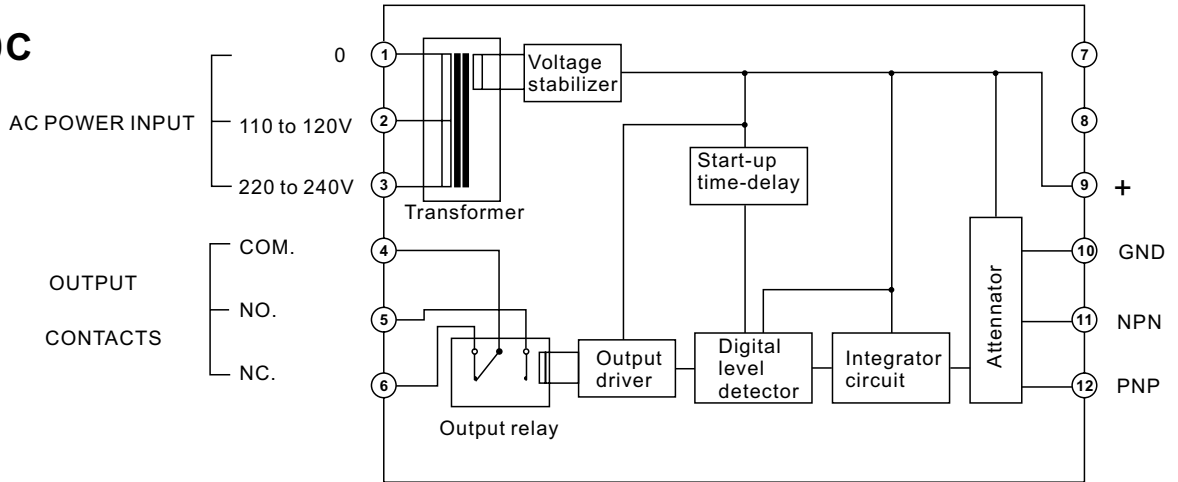 C
0
AC POWER INPUT
110 to 120V
220 to 240V
OUTPUT
CONTACTS
COM.
NO.
NC.
1
2
3
4
5
6
Transformer
Voltage
stabilizer
Start-up
time-delay
Output relay
Output
driver
Digital
level
detector
Integrator
circuit
Attennator
7
8
9
+
10
GND
11
NPN
12
PNP